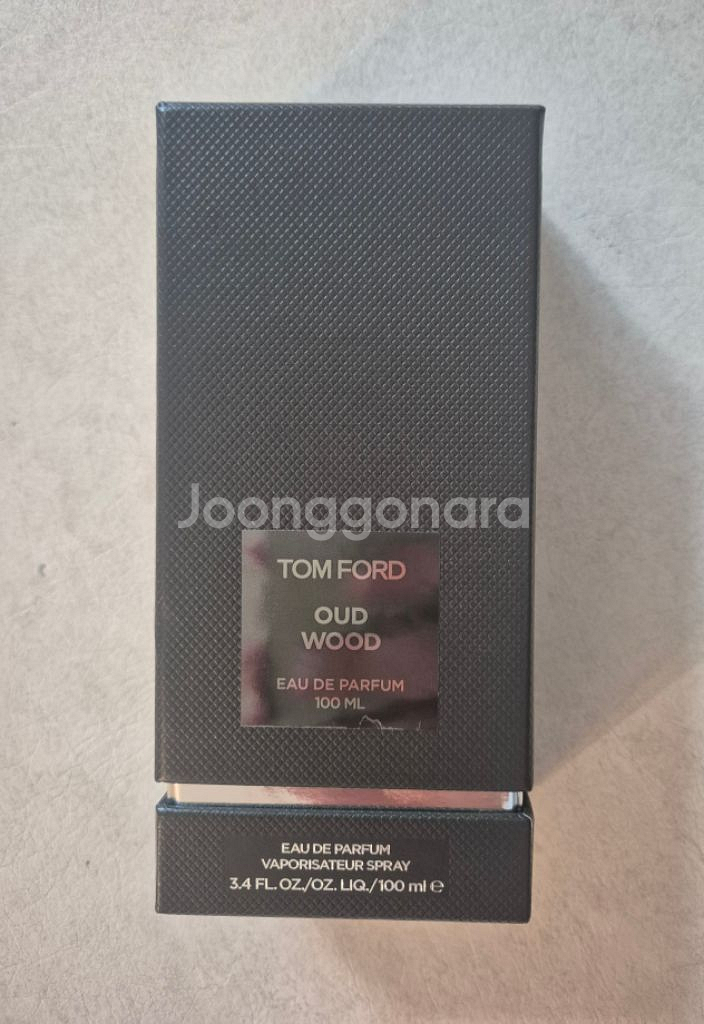 Joonggonara
TOM FORD
OUD
WOOD
EAU DE PARFUM
100 ML
EAU DE PARFUM
VAPORISATEUR SPRAY
3.4 FL. OZ./OZ. LIQ./100 ml ℮